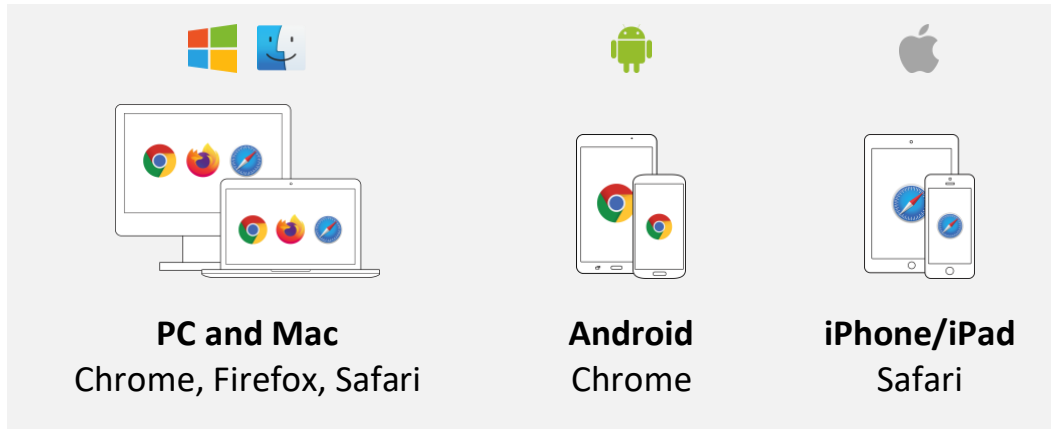 PC and Mac
Chrome, Firefox, Safari
Android
Chrome
iPhone/iPad
Safari